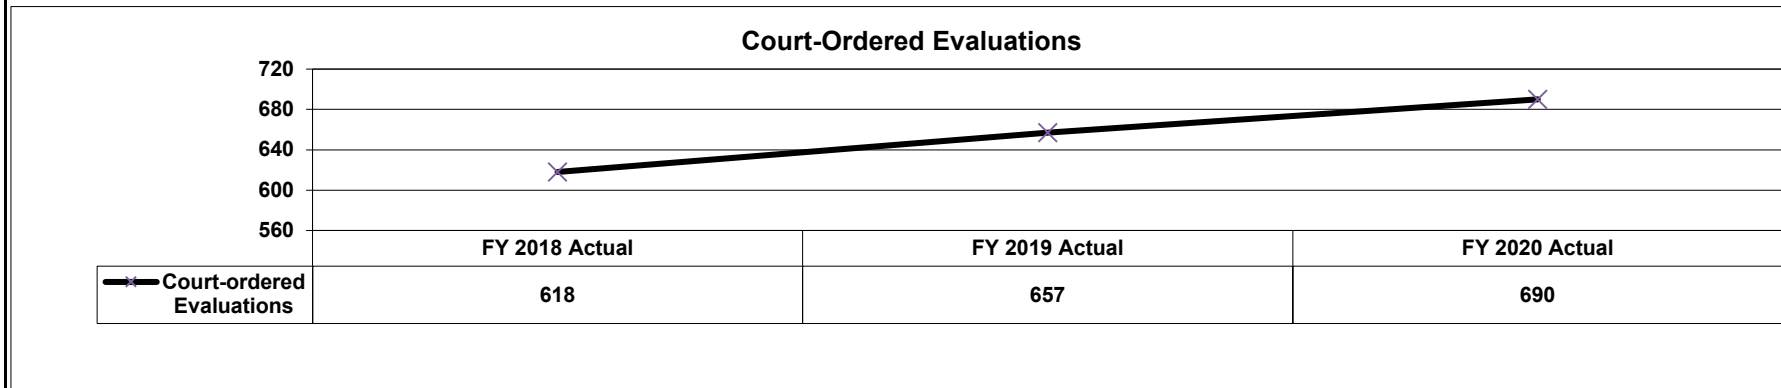 Court-Ordered Evaluations
720
680
640
600
560
FY 2018 Actual FY 2019 Actual FY 2020 Actual
Court-ordered
Evaluations
618 657 690